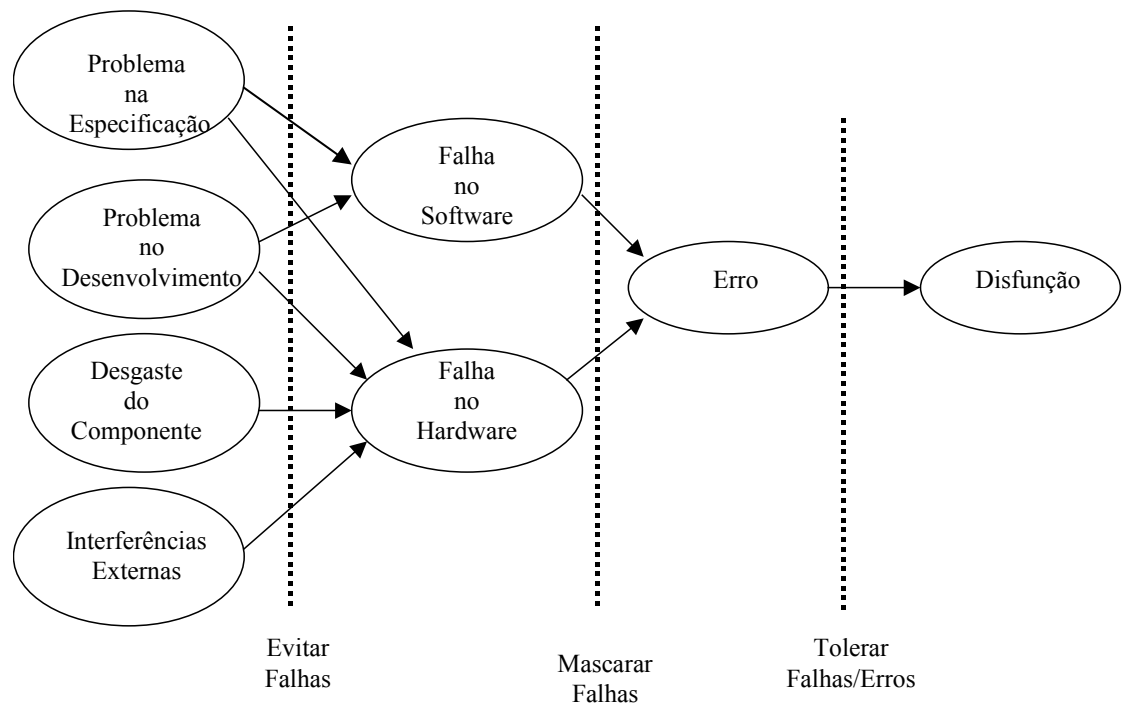 Problema
na
Especificação
Problema
no
Desenvolvimento
Desgaste
do
Componente
Interferências
Externas
Falha
no
Software
Falha
no
Hardware
Erro
Disfunção
Evitar
Falhas
Mascarar
Falhas
Tolerar
Falhas/Erros